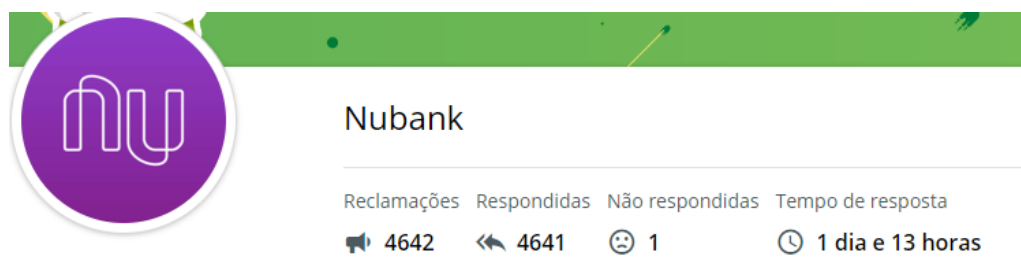 nu
Nubank
Reclamações Respondidas Não respondidas Tempo de resposta
4642 4641 1 1 dia e 13 horas